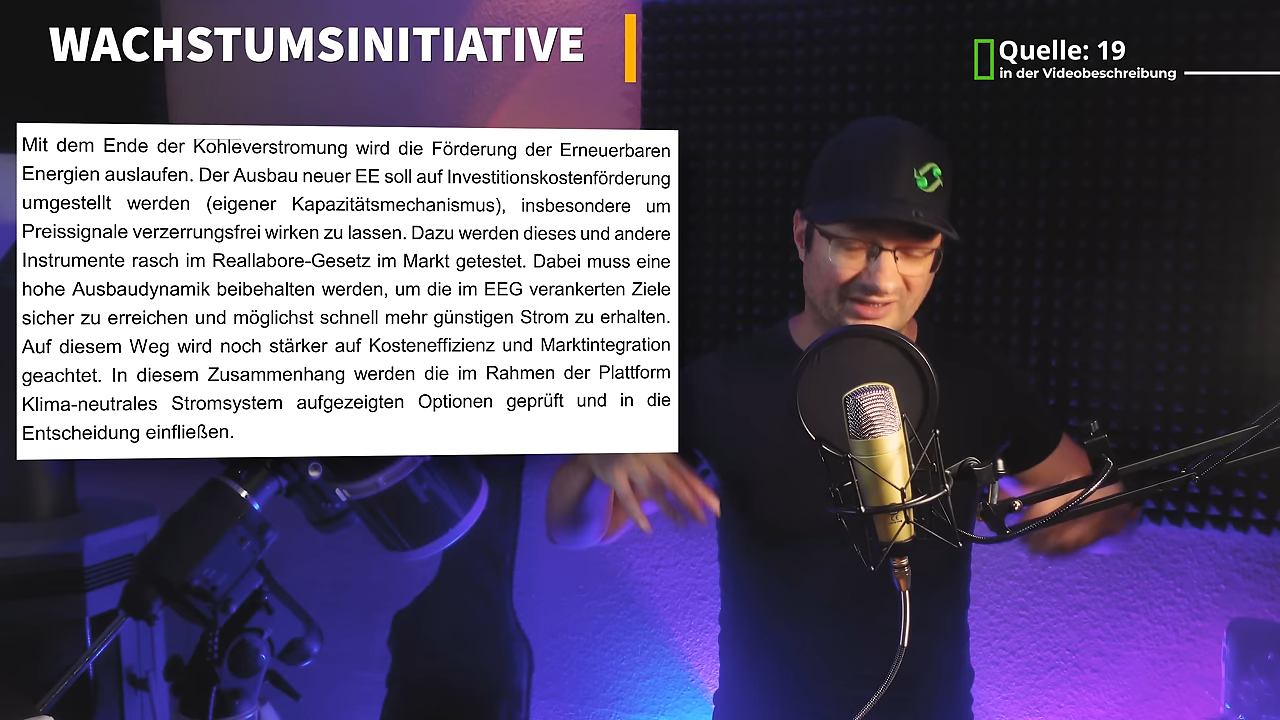 WACHSTUMSINITIATIVE
Quelle: 19
in der Videobeschreibung
Mit dem Ende der Kohleverstromung wird die Förderung der Erneuerbaren
Energien auslaufen. Der Ausbau neuer EE soll auf Investitionskostenförderung
umgestellt werden (eigener Kapazitätsmechanismus), insbesondere um
Preissignale verzerrungsfrei wirken zu lassen. Dazu werden dieses und andere
Instrumente rasch im Reallabore-Gesetz im Markt getestet. Dabei muss eine
hohe Ausbaudynamik beibehalten werden, um die im EEG verankerten Ziele
sicher zu erreichen und möglichst schnell mehr günstigen Strom zu erhalten.
Auf diesem Weg wird noch stärker auf Kosteneffizienz und Marktintegration
geachtet. In diesem Zusammenhang werden die im Rahmen der Plattform
Klima-neutrales Stromsystem aufgezeigten Optionen geprüft und in die
Entscheidung einfließen.